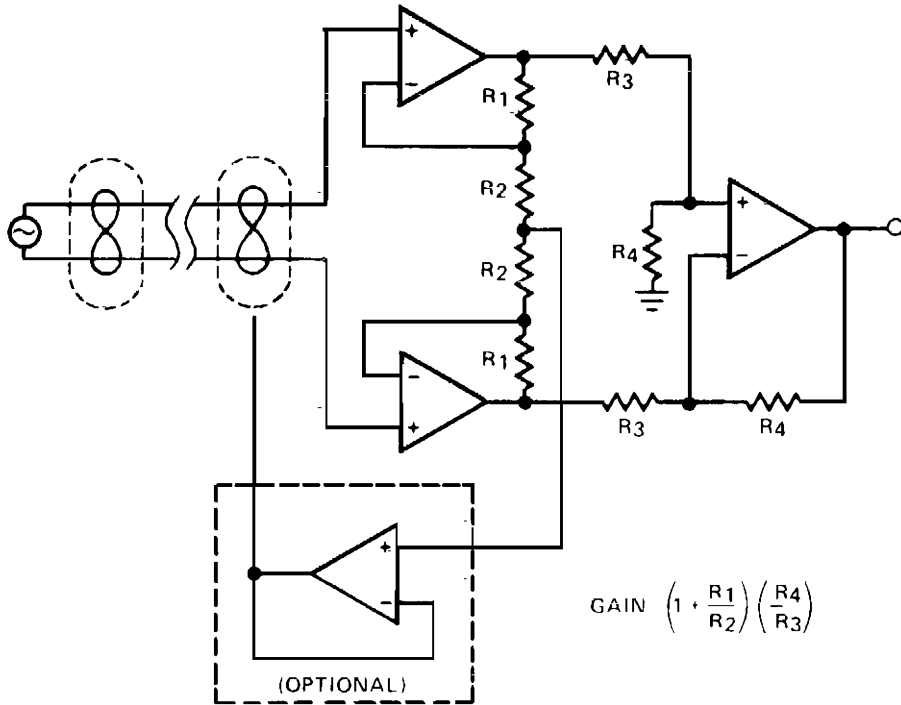 +
−
R3
R1
R2
R4
+
−
R2
R1
−
+
R3
R4
+
−
GAIN (1 + R1/R2) (R4/R3)
(OPTIONAL)